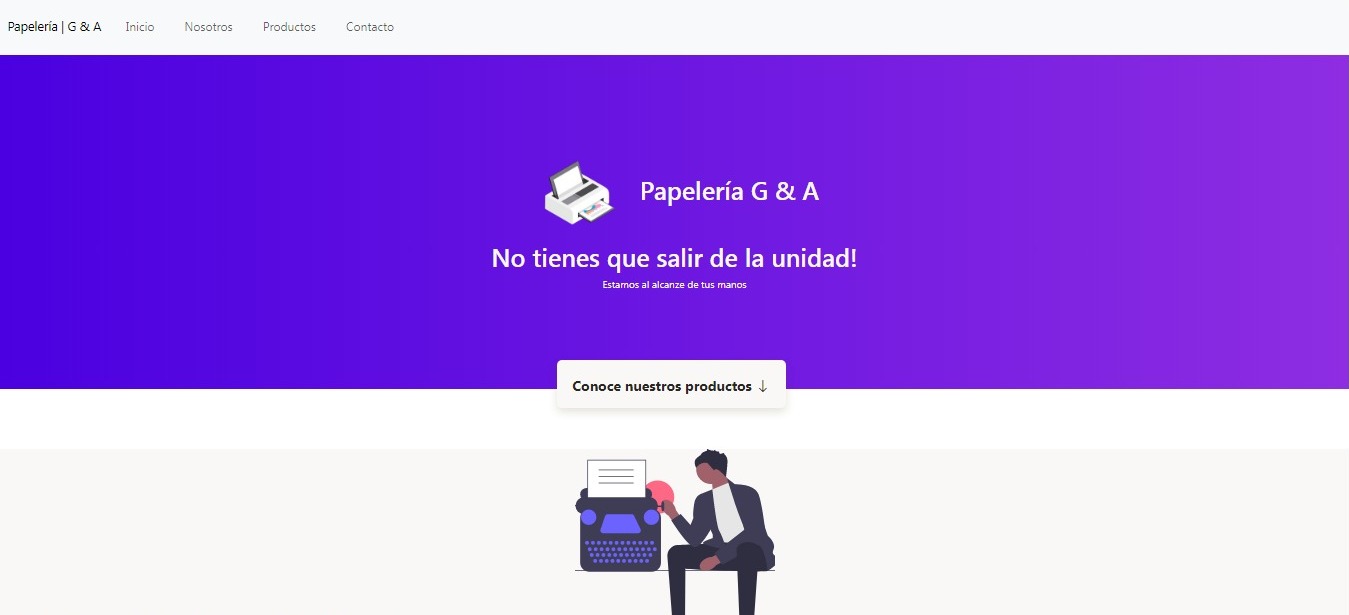 Papelería | G & A Inicio Nosotros Productos Contacto
Papelería G & A
No tienes que salir de la unidad!
Estamos al alcanze de tus manos
Conoce nuestros productos ↓